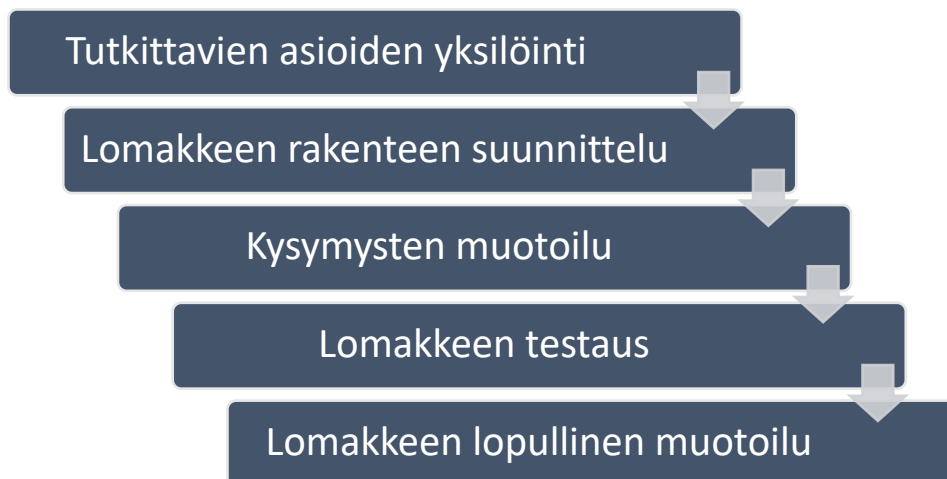 Tutkittavien asioiden yksilöinti
Lomakkeen rakenteen suunnittelu
Kysymysten muotoilu
Lomakkeen testaus
Lomakkeen lopullinen muotoilu